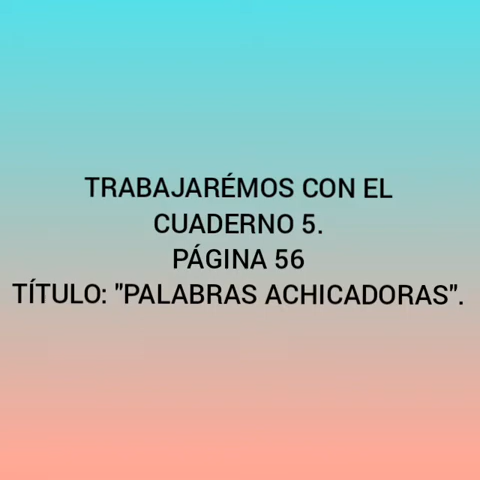 TRABAJARÉMOS CON EL
CUADERNO 5.
PÁGINA 56
TÍTULO: "PALABRAS ACHICADORAS".